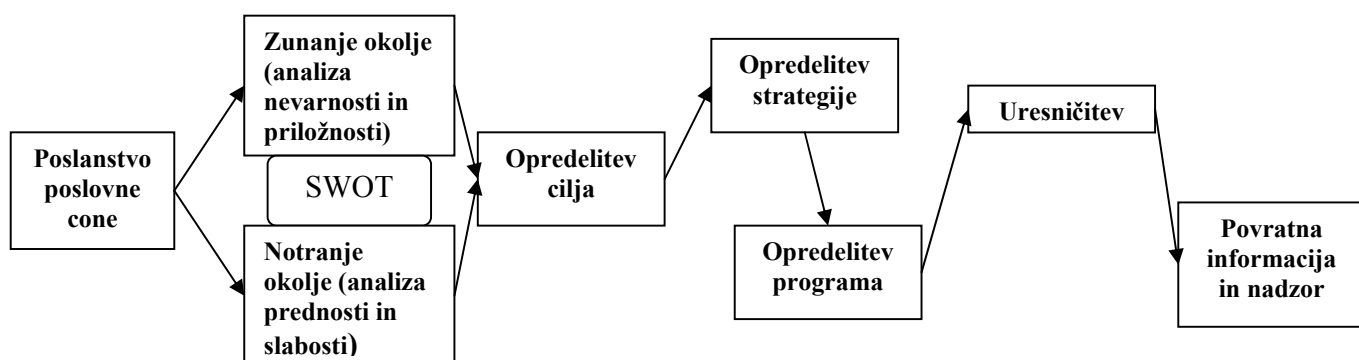 Poslanstvo
poslovne
cone
Zunanje okolje
(analiza
nevarnosti in
priložnosti)
SWOT
Notranje
okolje (analiza
prednosti in
slabosti)
Opredelitev
cilja
Opredelitev
strategije
Opredelitev
programa
Uresničitev
Povratna
informacija
in nadzor